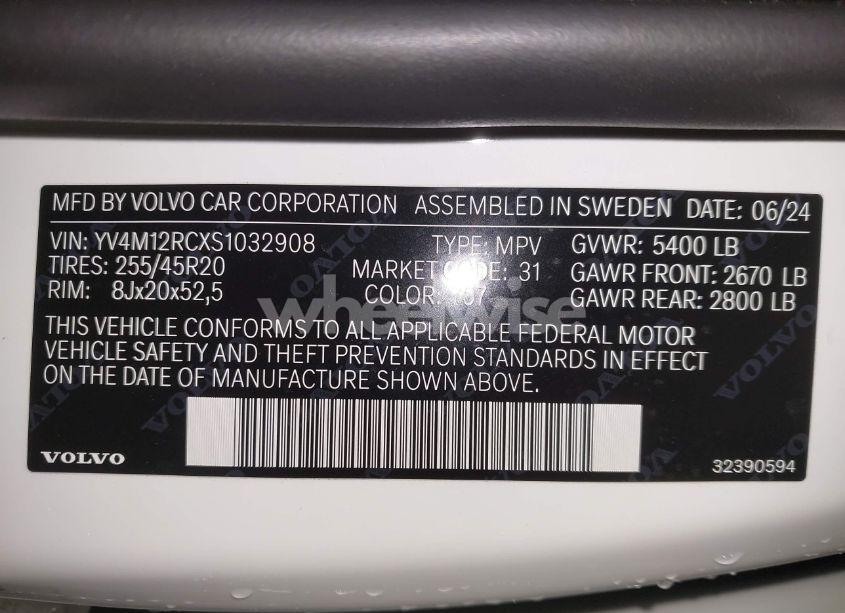 MFD BY VOLVO CAR CORPORATION ASSEMBLED IN SWEDEN DATE: 06/24
VIN: YV4M12RCXS1032908 TYPE: MPV GVWR: 5400 LB
TIRES: 255/45R20 MARKET CODE: 31 GAWR FRONT: 2670 LB
RIM: 8Jx20x52,5 COLOR: GAWR REAR: 2800 LB
wheelwise
THIS VEHICLE CONFORMS TO ALL APPLICABLE FEDERAL MOTOR
VEHICLE SAFETY AND THEFT PREVENTION STANDARDS IN EFFECT
ON THE DATE OF MANUFACTURE SHOWN ABOVE.
VOLVO 32390594